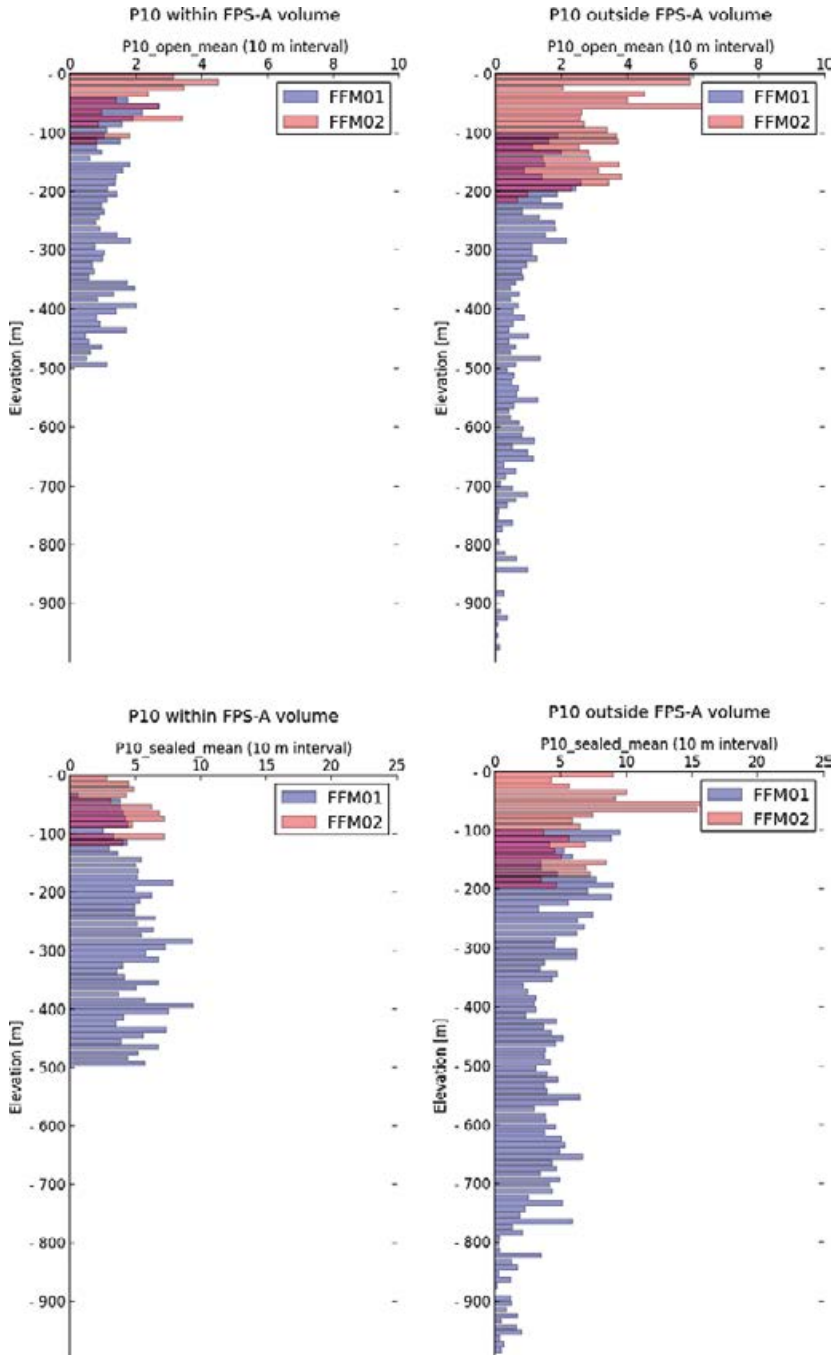 P10 within FPS-A volume
P10_open_mean (10 m interval)
0 2 4 6 8 10
FFM01
FFM02
Elevation [m]
- 0
- 100
- 200
- 300
- 400
- 500
- 600
- 700
- 800
- 900
P10 outside FPS-A volume
P10_open_mean (10 m interval)
0 2 4 6 8 10
FFM01
FFM02
Elevation [m]
- 0
- 100
- 200
- 300
- 400
- 500
- 600
- 700
- 800
- 900
P10 within FPS-A volume
P10_sealed_mean (10 m interval)
0 5 10 15 20 25
FFM01
FFM02
Elevation [m]
- 0
- 100
- 200
- 300
- 400
- 500
- 600
- 700
- 800
- 900
P10 outside FPS-A volume
P10_sealed_mean (10 m interval)
0 5 10 15 20 25
FFM01
FFM02
Elevation [m]
- 0
- 100
- 200
- 300
- 400
- 500
- 600
- 700
- 800
- 900